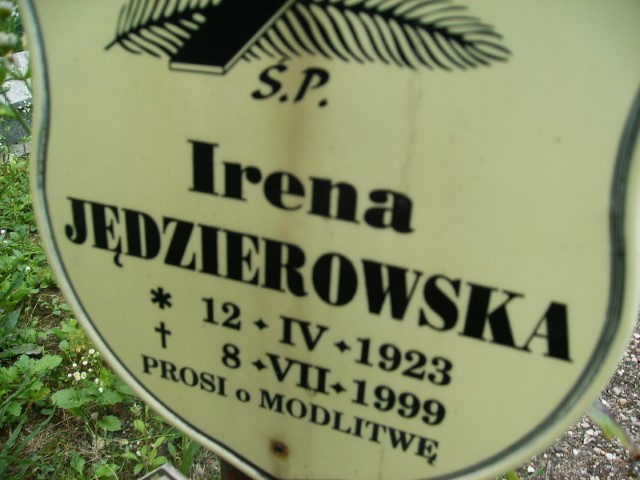 Ś.P.
Irena
JĘDZIEROWSKA
* 12 ✦ IV ✦ 1923
† 8 ✦ VII ✦ 1999
PROSI o MODLITWĘ